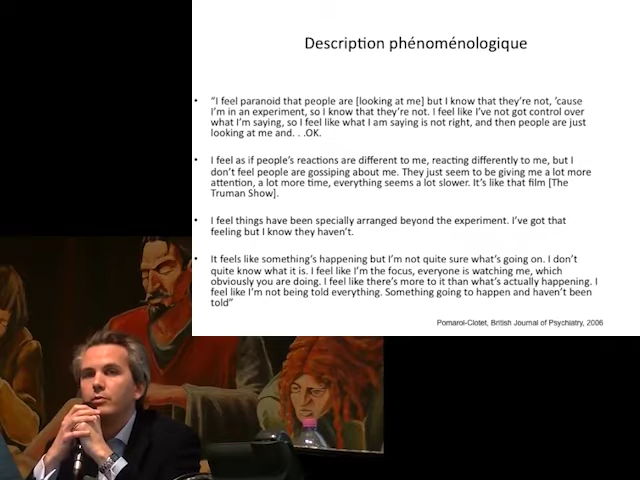 Description phénoménologique
• "I feel paranoid that people are [looking at me] but I know that they're not, 'cause
I'm in an experiment, so I know that they're not. I feel like I've not got control over
what I'm saying, so I feel like what I am saying is not right, and then people are just
looking at me and. . .OK.
• I feel as if people's reactions are different to me, reacting differently to me, but I
don't feel people are gossiping about me. They just seem to be giving me a lot more
attention, a lot more time, everything seems a lot slower. It's like that film [The
Truman Show].
• I feel things have been specially arranged beyond the experiment. I've got that
feeling but I know they haven't.
• It feels like something's happening but I'm not quite sure what's going on. I don't
quite know what it is. I feel like I'm the focus, everyone is watching me, which
obviously you are doing. I feel like there's more to it than what's actually happening. I
feel like I'm not being told everything. Something going to happen and haven't been
told"
Pomarol-Clotet, British Journal of Psychiatry, 2006